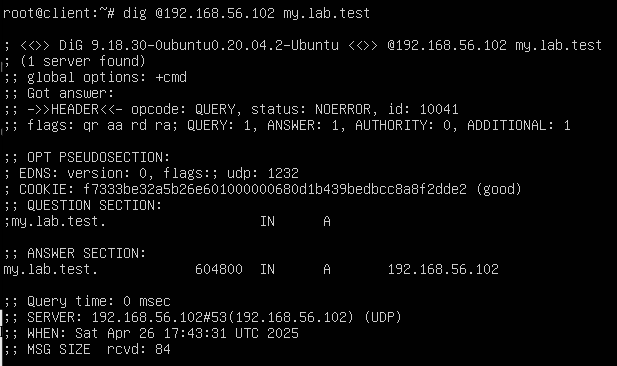 root@client:~# dig @192.168.56.102 my.lab.test
; <<>> DiG 9.18.30-0ubuntu0.20.04.2-Ubuntu <<>> @192.168.56.102 my.lab.test
; (1 server found)
;; global options: +cmd
;; Got answer:
;; ->>HEADER<<- opcode: QUERY, status: NOERROR, id: 10041
;; flags: qr aa rd ra; QUERY: 1, ANSWER: 1, AUTHORITY: 0, ADDITIONAL: 1
;; OPT PSEUDOSECTION:
; EDNS: version: 0, flags:; udp: 1232
; COOKIE: f7333be32a5b26e601000000680d1b439bedbcc8a8f2dde2 (good)
;; QUESTION SECTION:
;my.lab.test. IN A
;; ANSWER SECTION:
my.lab.test. 604800 IN A 192.168.56.102
;; Query time: 0 msec
;; SERVER: 192.168.56.102#53(192.168.56.102) (UDP)
;; WHEN: Sat Apr 26 17:43:31 UTC 2025
;; MSG SIZE rcvd: 84